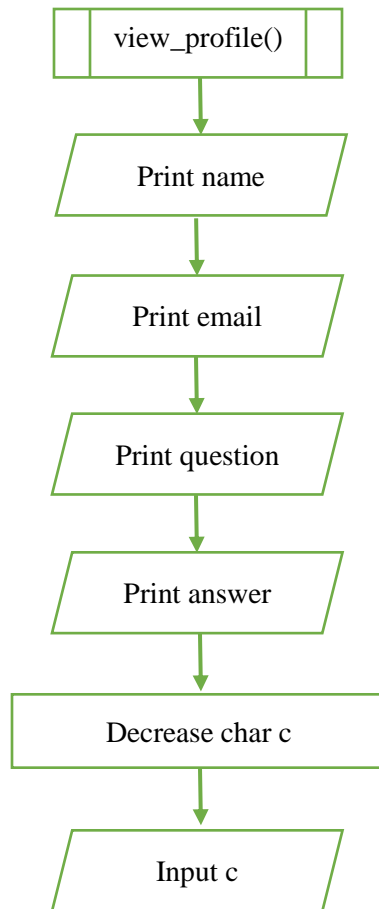 view_profile()
Print name
Print email
Print question
Print answer
Decrease char c
Input c